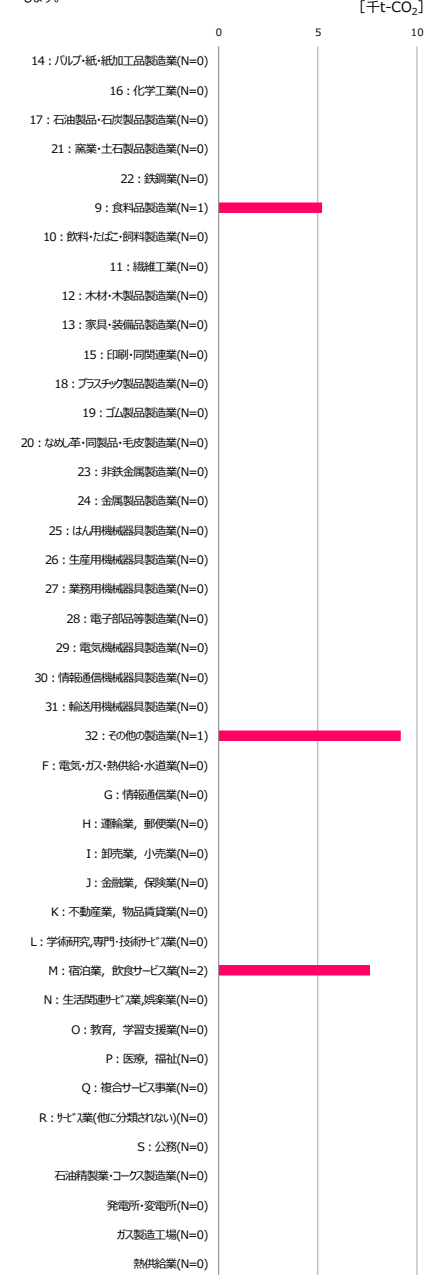 します。
[千t-CO2]
0 5 10
14：パルプ・紙・紙加工品製造業(N=0)
16：化学工業(N=0)
17：石油製品・石炭製品製造業(N=0)
21：窯業・土石製品製造業(N=0)
22：鉄鋼業(N=0)
9：食料品製造業(N=1)
10：飲料・たばこ・飼料製造業(N=0)
11：繊維工業(N=0)
12：木材・木製品製造業(N=0)
13：家具・装備品製造業(N=0)
15：印刷・同関連業(N=0)
18：プラスチック製品製造業(N=0)
19：ゴム製品製造業(N=0)
20：なめし革・同製品・毛皮製造業(N=0)
23：非鉄金属製造業(N=0)
24：金属製品製造業(N=0)
25：はん用機械器具製造業(N=0)
26：生産用機械器具製造業(N=0)
27：業務用機械器具製造業(N=0)
28：電子部品等製造業(N=0)
29：電気機械器具製造業(N=0)
30：情報通信機械器具製造業(N=0)
31：輸送用機械器具製造業(N=0)
32：その他の製造業(N=1)
F：電気・ガス・熱供給・水道業(N=0)
G：情報通信業(N=0)
H：運輸業，郵便業(N=0)
I：卸売業，小売業(N=0)
J：金融業，保険業(N=0)
K：不動産業，物品賃貸業(N=0)
L：学術研究,専門・技術ｻｰﾋﾞｽ業(N=0)
M：宿泊業，飲食サービス業(N=2)
N：生活関連ｻｰﾋﾞｽ業,娯楽業(N=0)
O：教育，学習支援業(N=0)
P：医療，福祉(N=0)
Q：複合サービス事業(N=0)
R：ｻｰﾋﾞｽ業(他に分類されない)(N=0)
S：公務(N=0)
石油精製業・コークス製造業(N=0)
発電所・変電所(N=0)
ガス製造工場(N=0)
熱供給業(N=0)